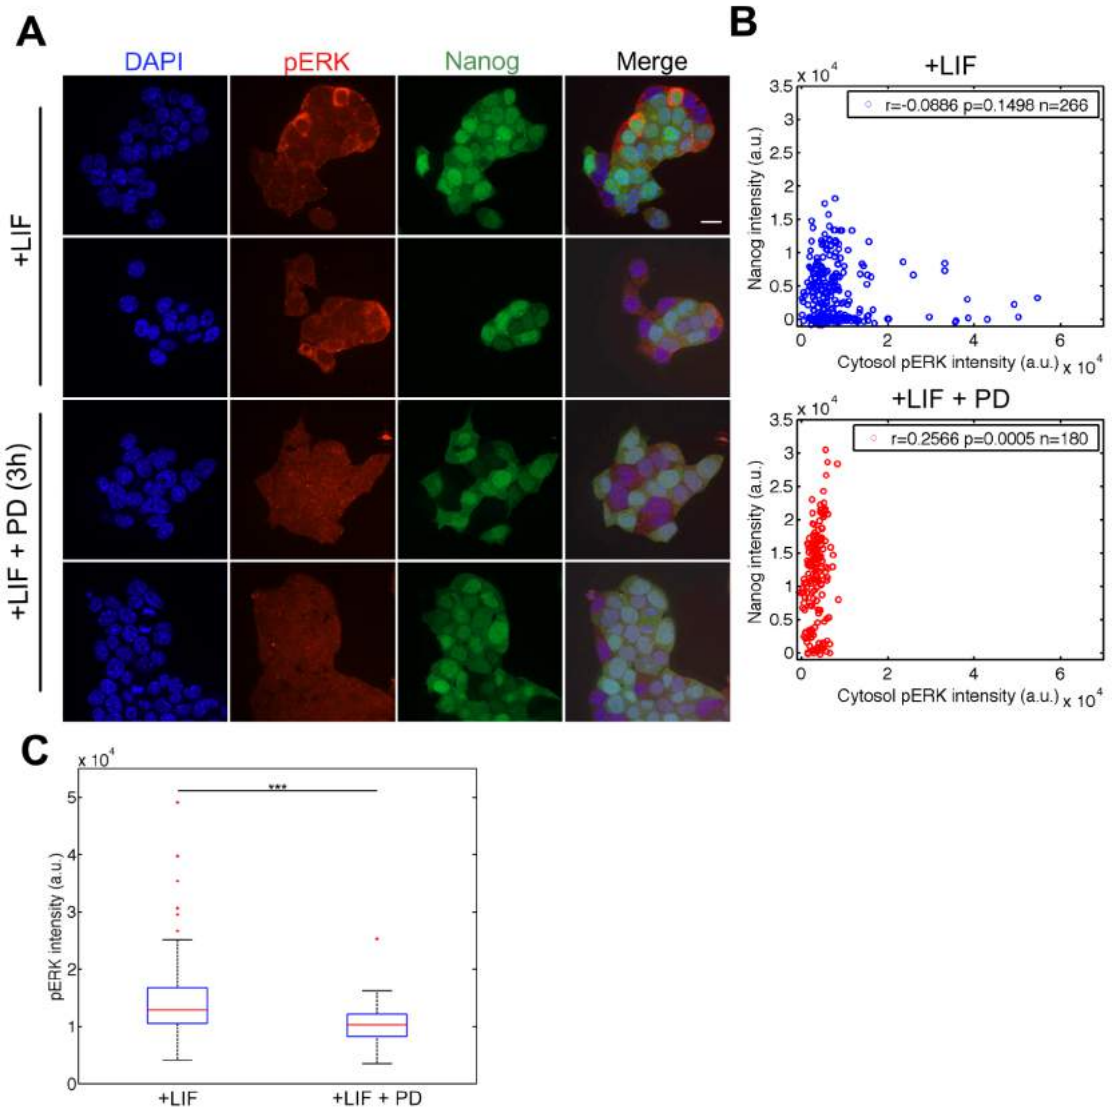 A
DAPI
pERK
Nanog
Merge
+LIF
+LIF + PD (3h)
B
+LIF
x 10^4
r=-0.0886 p=0.1498 n=266
3.5
3
2.5
2
1.5
1
0.5
0
Nanog intensity (a.u.)
0
2
4
6
Cytosol pERK intensity (a.u.) x 10^4
+LIF + PD
x 10^4
r=0.2566 p=0.0005 n=180
3.5
3
2.5
2
1.5
1
0.5
0
Nanog intensity (a.u.)
0
2
4
6
Cytosol pERK intensity (a.u.) x 10^4
C
x 10^4
***
5
4
3
2
1
0
pERK intensity (a.u.)
+LIF
+LIF + PD